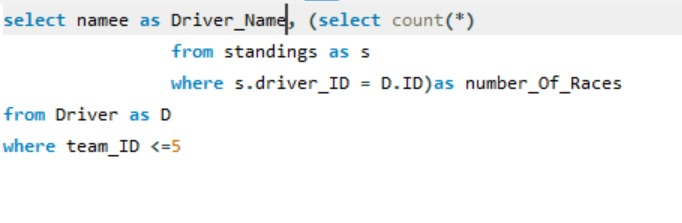 select namee as Driver_Name, (select count(*)
from standings as s
where s.driver_ID = D.ID)as number_Of_Races
from Driver as D
where team_ID <=5